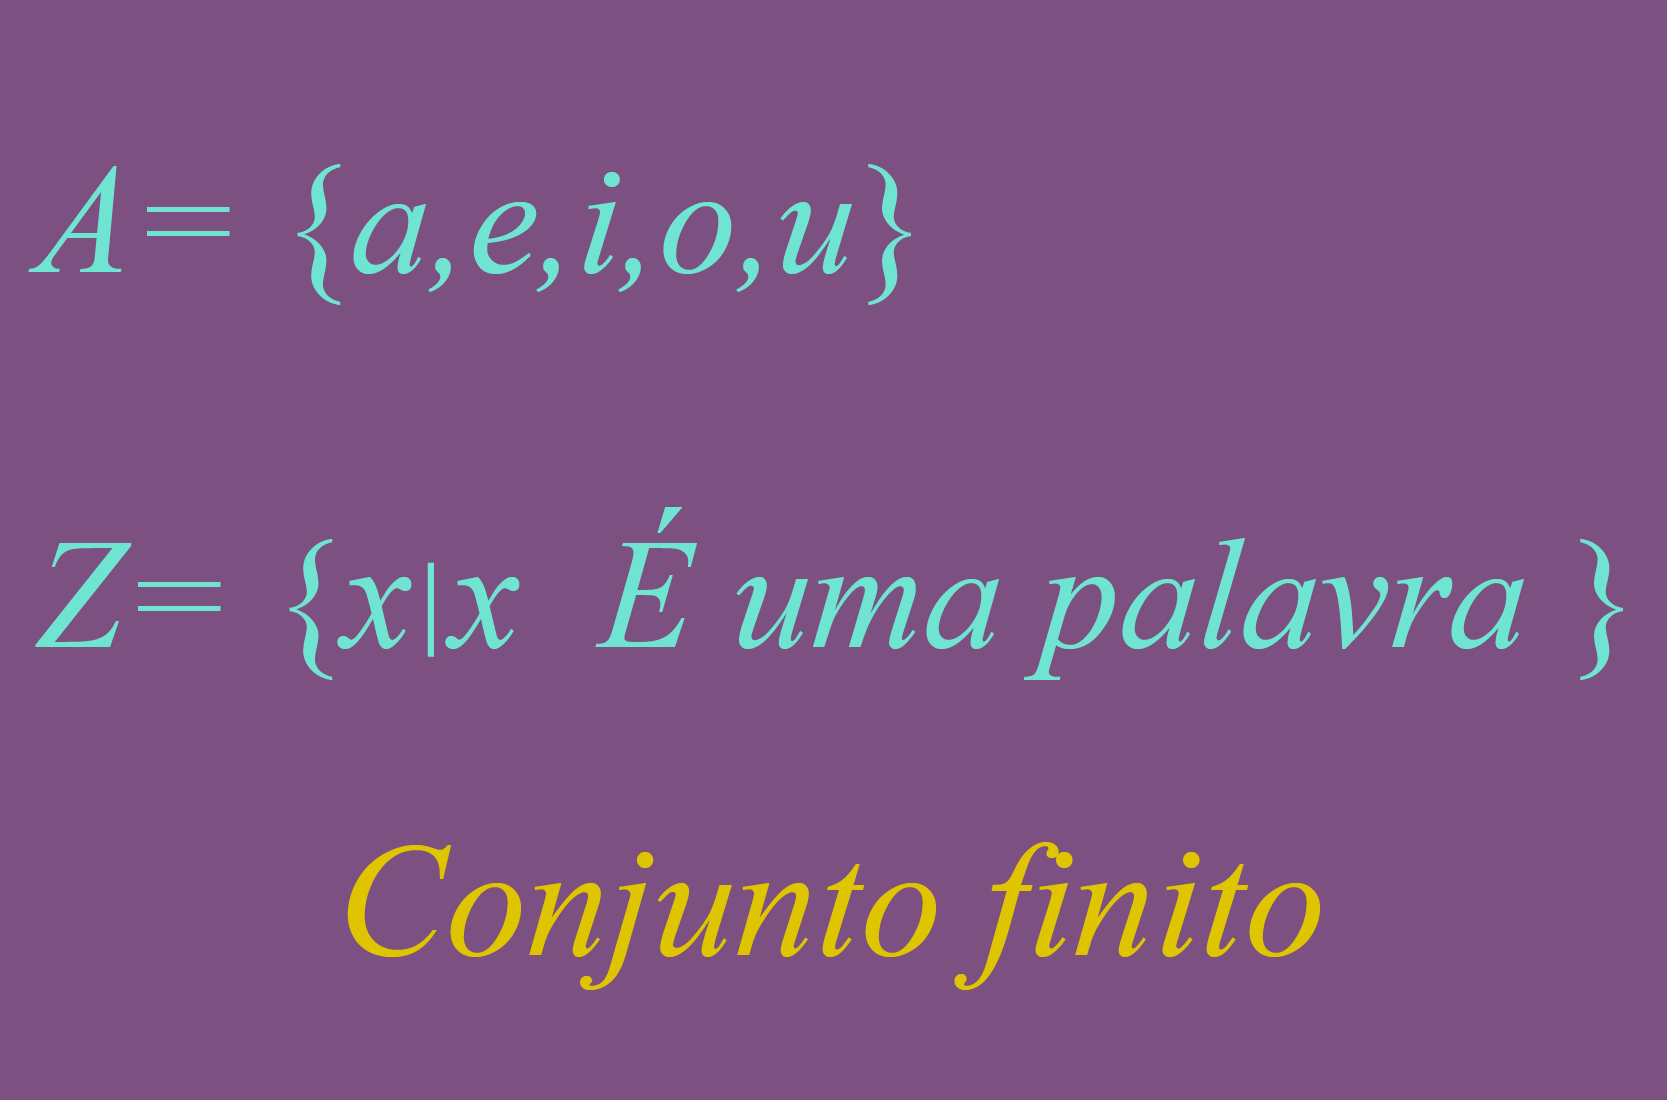 A= {a,e,i,o,u}
Z= {x|x É uma palavra }
Conjunto finito